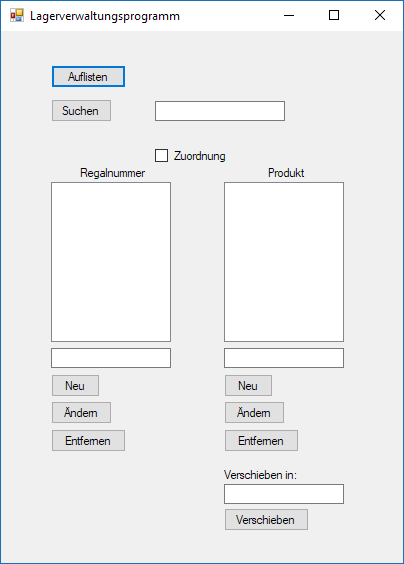 Lagerverwaltungsprogramm
Auflisten
Suchen
Zuordnung
Regalnummer Produkt
Neu Neu
Ändern Ändern
Entfernen Entfernen
Verschieben in:
Verschieben